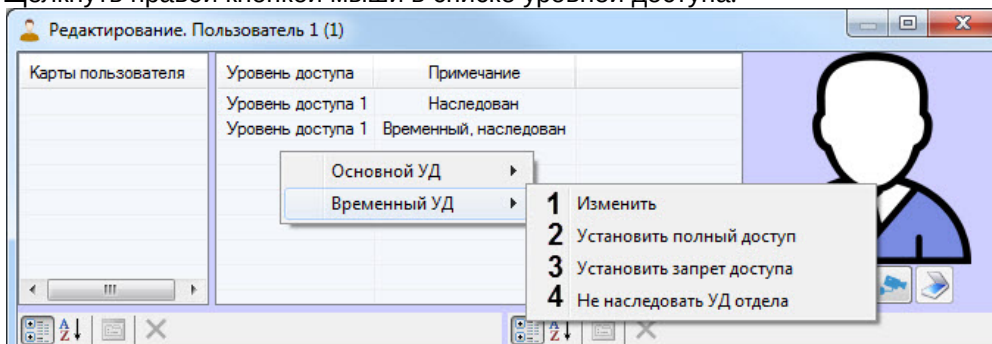 Щелкнуть правой кнопкой мыши в списке уровней доступа.
Редактирование. Пользователь 1 (1)
Карты пользователя Уровень доступа Примечание
Уровень доступа 1 Наследован
Уровень доступа 1 Временный, наследован
Основной УД
Временный УД
1 Изменить
2 Установить полный доступ
3 Установить запрет доступа
4 Не наследовать УД отдела